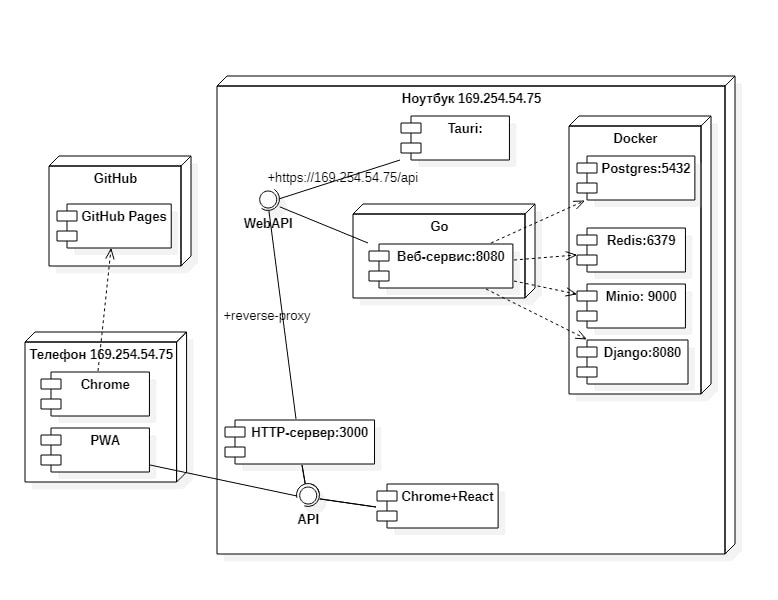 Ноутбук 169.254.54.75
Tauri:
Docker
Postgres:5432
GitHub
+https://169.254.54.75/api
GitHub Pages
WebAPI
Go
Redis:6379
Веб-сервис:8080
Minio: 9000
+reverse-proxy
Телефон 169.254.54.75
Django:8080
Chrome
PWA
HTTP-сервер:3000
Chrome+React
API